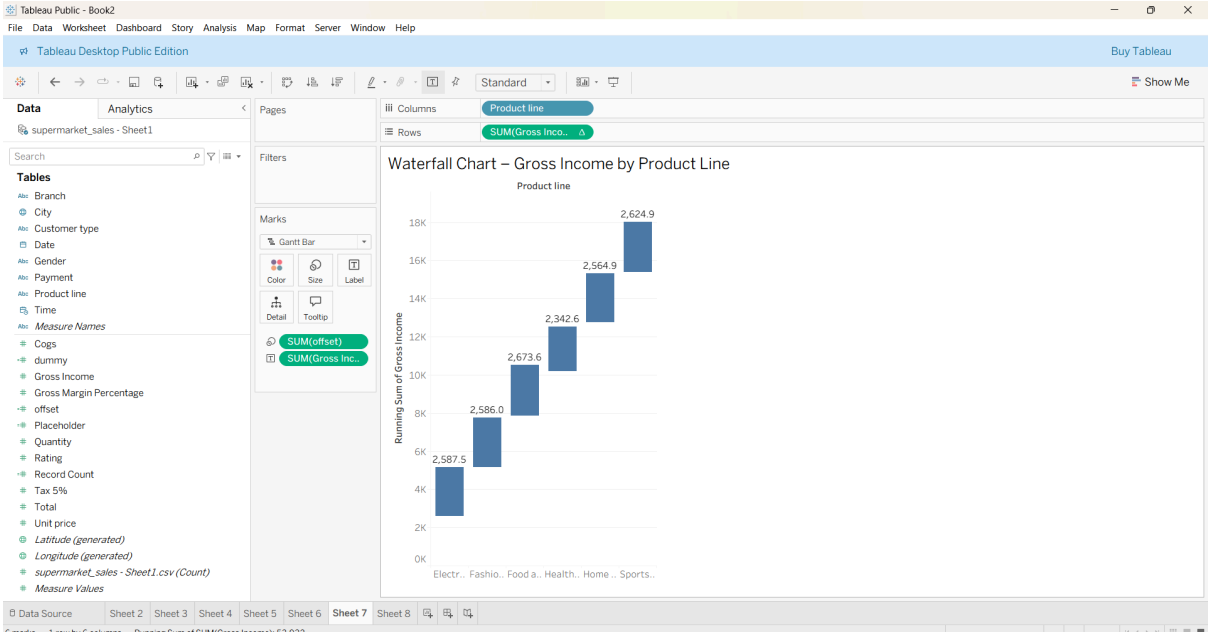 Tableau Public - Book2
File Data Worksheet Dashboard Story Analysis Map Format Server Window Help
Tableau Desktop Public Edition
Buy Tableau
Standard
Show Me
Data
Analytics
supermarket_sales - Sheet1
Search
Tables
Abc Branch
City
Abc Customer type
Date
Abc Gender
Abc Payment
Abc Product line
Time
Abc Measure Names
# Cogs
# dummy
# Gross Income
# Gross Margin Percentage
# offset
# Placeholder
# Quantity
# Rating
# Record Count
# Tax 5%
# Total
# Unit price
Latitude (generated)
Longitude (generated)
# supermarket_sales - Sheet1.csv (Count)
# Measure Values
Pages
Filters
Marks
Gantt Bar
Color
Size
Label
Detail
Tooltip
SUM(offset)
SUM(Gross Inc..
Columns
Product line
Rows
SUM(Gross Inco.. Δ
Waterfall Chart – Gross Income by Product Line
Product line
Running Sum of Gross Income
18K
16K
14K
12K
10K
8K
6K
4K
2K
0K
2,587.5
2,586.0
2,673.6
2,342.6
2,564.9
2,624.9
Electr.. Fashio.. Food a.. Health.. Home .. Sports..
Data Source
Sheet 2
Sheet 3
Sheet 4
Sheet 5
Sheet 6
Sheet 7
Sheet 8